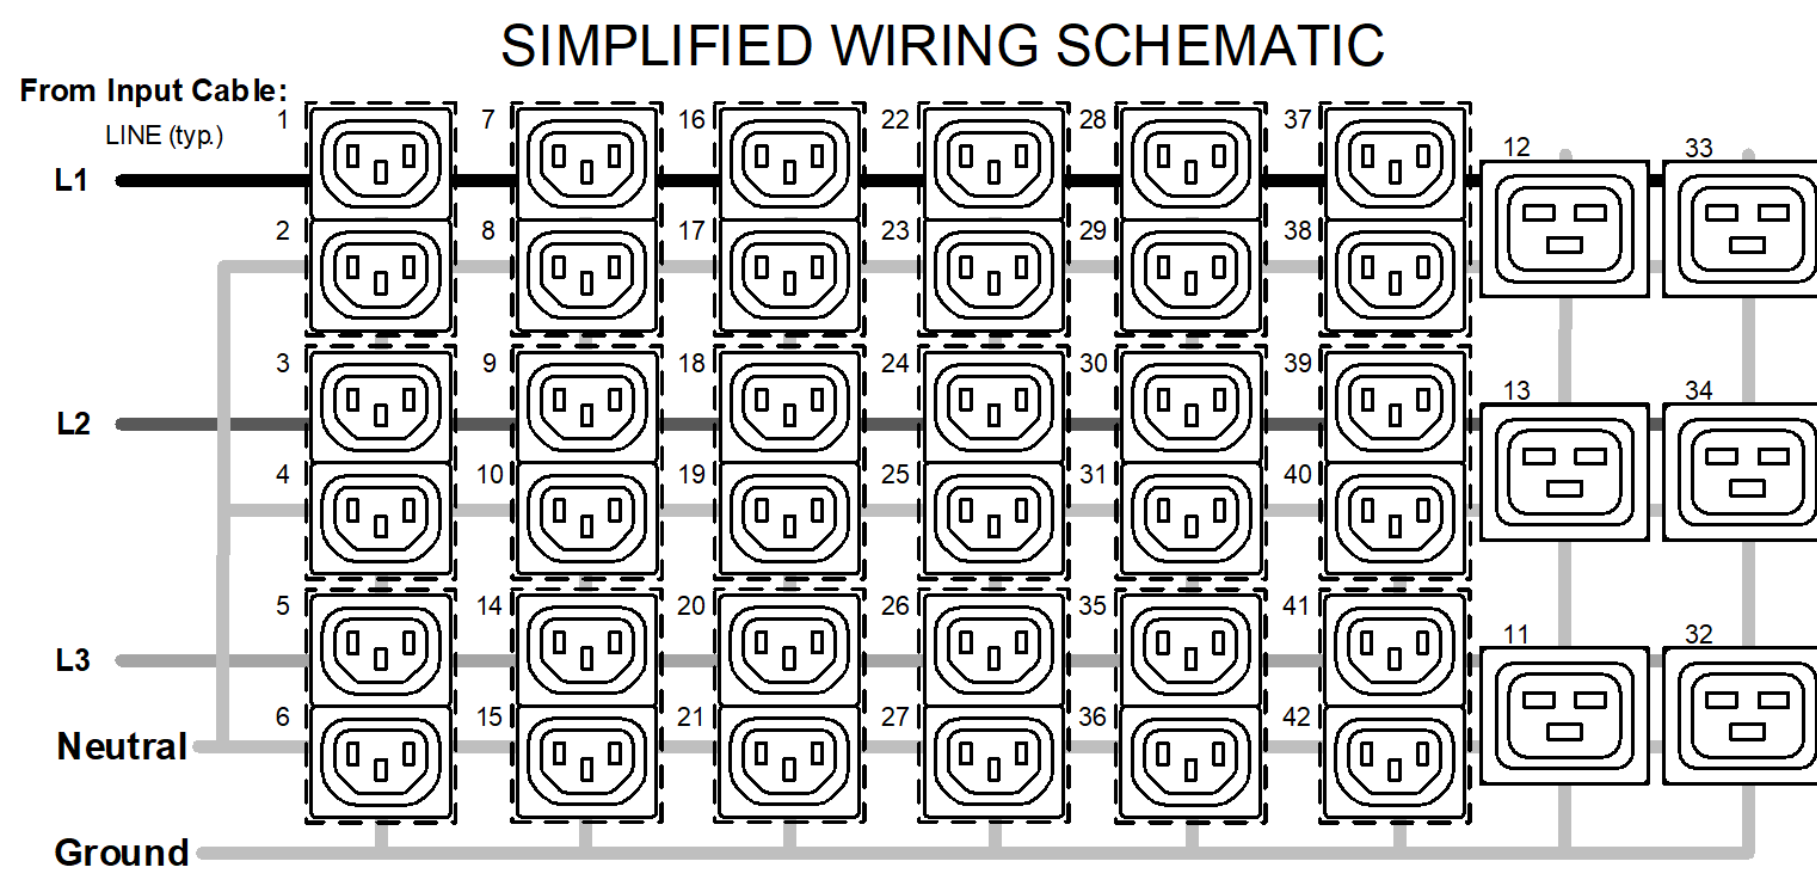 SIMPLIFIED WIRING SCHEMATIC
From Input Cable:
LINE (typ.)
1 7 16 22 28 37 12 33
L1
2 8 17 23 29 38
3 9 18 24 30 39 13 34
L2
4 10 19 25 31 40
5 14 20 26 35 41 11 32
L3
6 15 21 27 36 42
Neutral
Ground